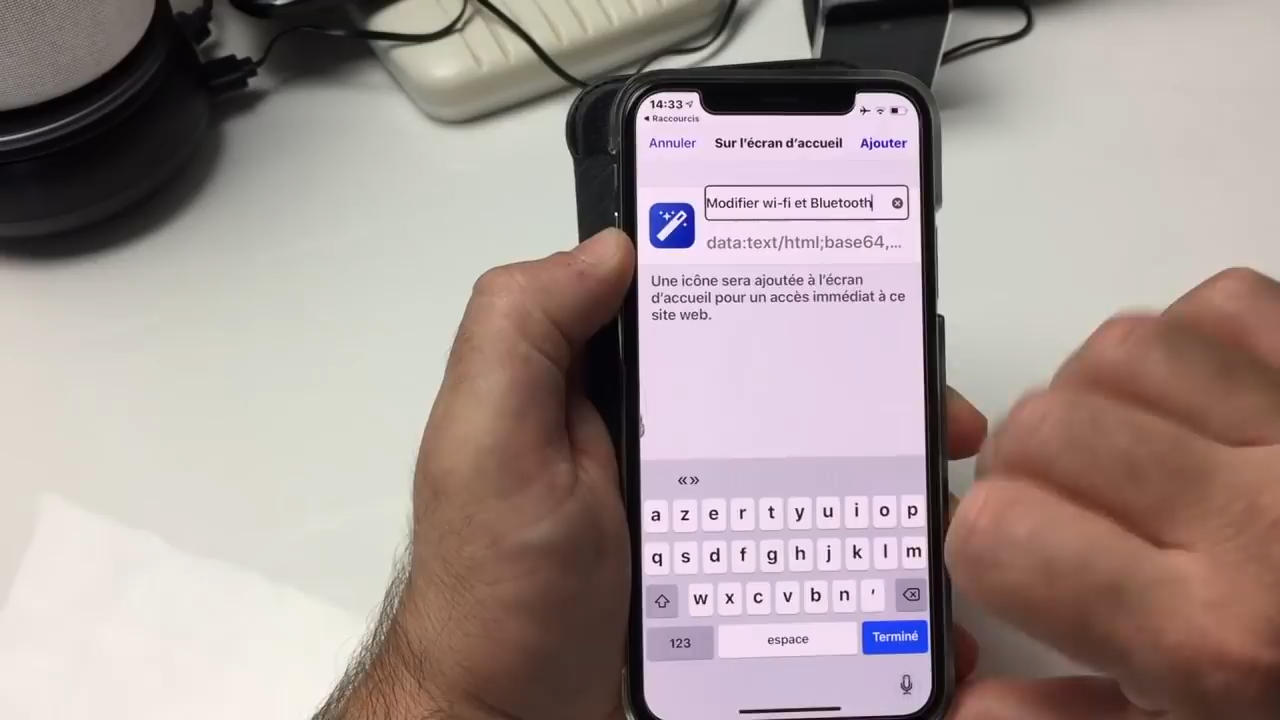 14:33
Raccourcis
Annuler Sur l'écran d'accueil Ajouter
Modifier wi-fi et Bluetooth
data:text/html;base64,...
Une icône sera ajoutée à l'écran
d'accueil pour un accès immédiat à ce
site web.
«»
a z e r t y u i o p
q s d f g h j k l m
w x c v b n '
123 espace Terminé